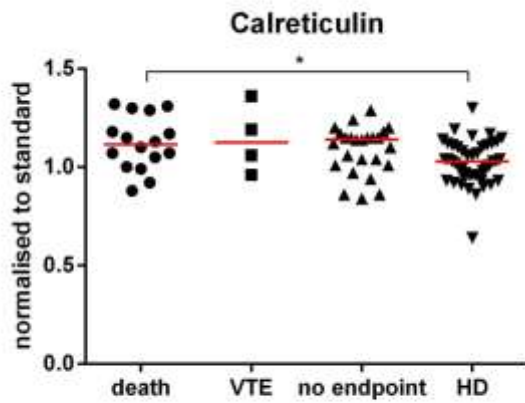 Calreticulin
*
normalised to standard
1.5
1.0
0.5
0.0
death VTE no endpoint HD